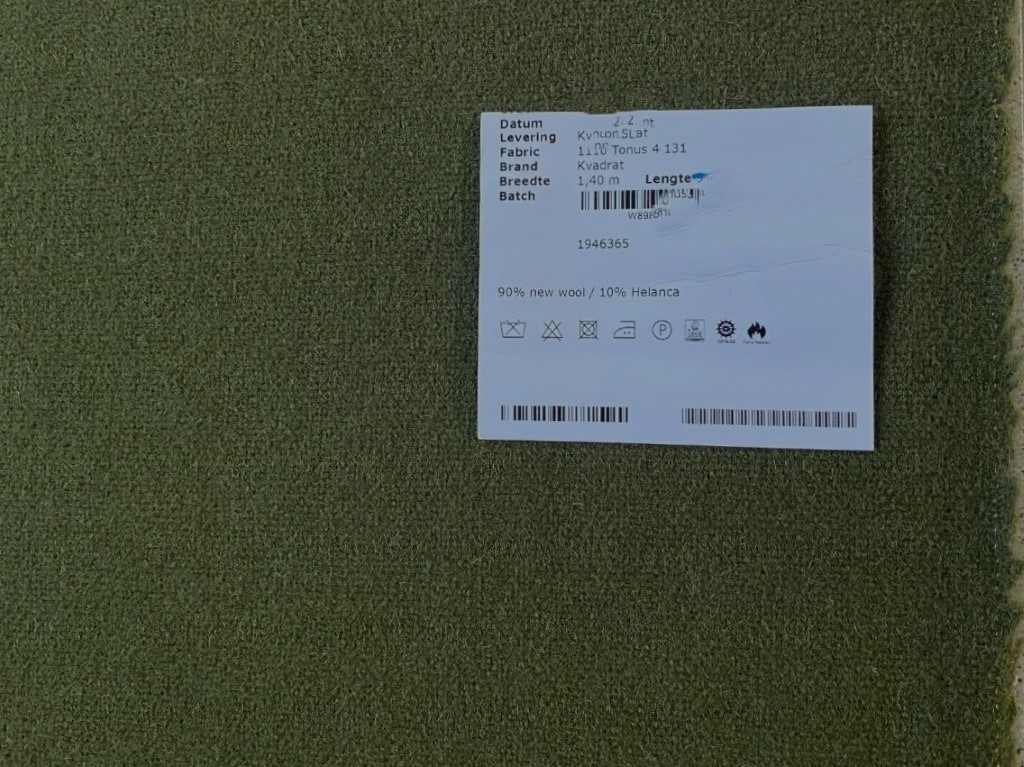 Datum
Levering
Fabric Tonus 4 131
Brand Kvadrat
Breedte 1,40 m Lengte
Batch
1946365
90% new wool / 10% Helanca
P